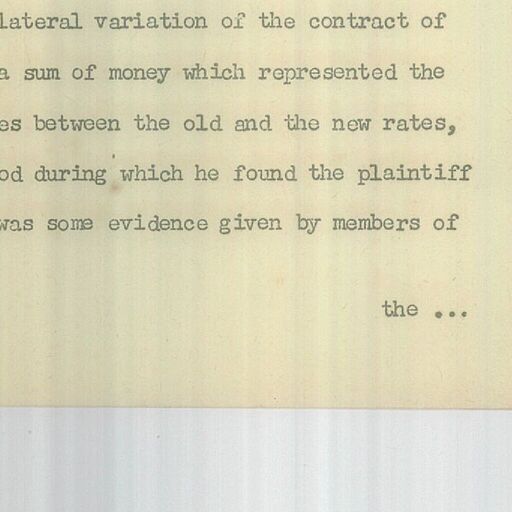 lateral variation of the contract of
a sum of money which represented the
es between the old and the new rates,
od during which he found the plaintiff
was some evidence given by members of
the ...